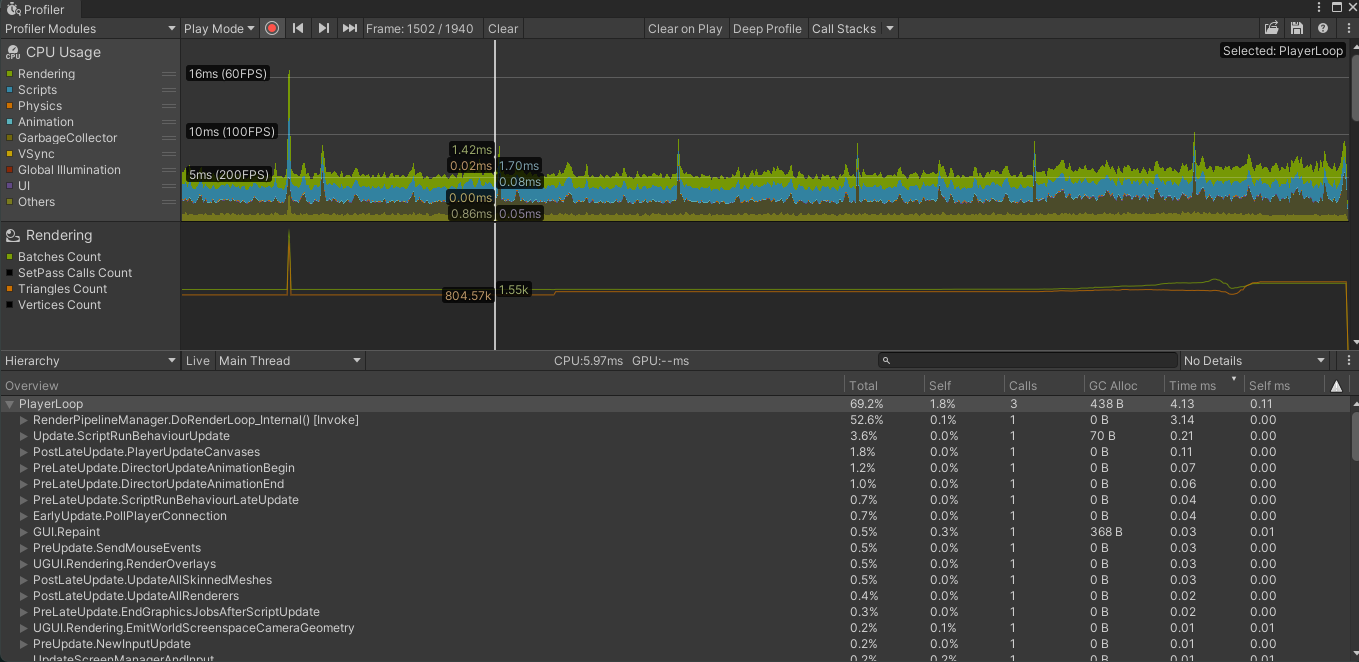 Profiler
Profiler Modules Play Mode Frame: 1502 / 1940 Clear Clear on Play Deep Profile Call Stacks
CPU Usage
Selected: PlayerLoop
Rendering
Scripts
Physics
Animation
GarbageCollector
VSync
Global Illumination
UI
Others
16ms (60FPS)
10ms (100FPS)
5ms (200FPS)
1.42ms
0.02ms 1.70ms
0.08ms
0.00ms
0.86ms 0.05ms
Rendering
Batches Count
SetPass Calls Count
Triangles Count
Vertices Count
804.57k 1.55k
Hierarchy Live Main Thread CPU:5.97ms GPU:--ms No Details
Overview Total Self Calls GC Alloc Time ms Self ms
PlayerLoop 69.2% 1.8% 3 438 B 4.13 0.11
RenderPipelineManager.DoRenderLoop_Internal() [Invoke] 52.6% 0.1% 1 0 B 3.14 0.00
Update.ScriptRunBehaviourUpdate 3.6% 0.0% 1 70 B 0.21 0.00
PostLateUpdate.PlayerUpdateCanvases 1.8% 0.0% 1 0 B 0.11 0.00
PreLateUpdate.DirectorUpdateAnimationBegin 1.2% 0.0% 1 0 B 0.07 0.00
PreLateUpdate.DirectorUpdateAnimationEnd 1.0% 0.0% 1 0 B 0.06 0.00
PreLateUpdate.ScriptRunBehaviourLateUpdate 0.7% 0.0% 1 0 B 0.04 0.00
EarlyUpdate.PollPlayerConnection 0.7% 0.0% 1 0 B 0.04 0.00
GUI.Repaint 0.5% 0.3% 1 368 B 0.03 0.01
PreUpdate.SendMouseEvents 0.5% 0.0% 1 0 B 0.03 0.00
UGUI.Rendering.RenderOverlays 0.5% 0.0% 1 0 B 0.03 0.00
PostLateUpdate.UpdateAllSkinnedMeshes 0.5% 0.0% 1 0 B 0.03 0.00
PostLateUpdate.UpdateAllRenderers 0.4% 0.0% 1 0 B 0.02 0.00
PreLateUpdate.EndGraphicsJobsAfterScriptUpdate 0.3% 0.0% 1 0 B 0.02 0.00
UGUI.Rendering.EmitWorldScreenspaceCameraGeometry 0.2% 0.1% 1 0 B 0.01 0.01
PreUpdate.NewInputUpdate 0.2% 0.0% 1 0 B 0.01 0.00
UpdateScreenManagerAndInput 0.2% 0.2% 1 0 B 0.01 0.01